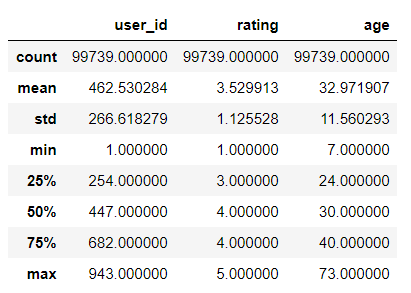 user_id rating age
count 99739.000000 99739.000000 99739.000000
mean 462.530284 3.529913 32.971907
std 266.618279 1.125528 11.560293
min 1.000000 1.000000 7.000000
25% 254.000000 3.000000 24.000000
50% 447.000000 4.000000 30.000000
75% 682.000000 4.000000 40.000000
max 943.000000 5.000000 73.000000